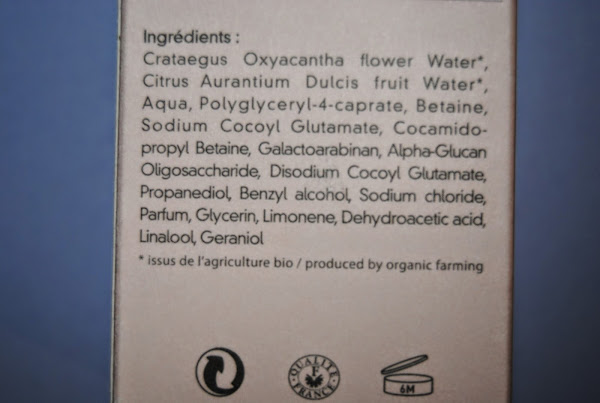 Ingrédients :
Crataegus Oxyacantha flower Water*,
Citrus Aurantium Dulcis fruit Water*,
Aqua, Polyglyceryl-4-caprate, Betaine,
Sodium Cocoyl Glutamate, Cocamido-
propyl Betaine, Galactoarabinan, Alpha-Glucan
Oligosaccharide, Disodium Cocoyl Glutamate,
Propanediol, Benzyl alcohol, Sodium chloride,
Parfum, Glycerin, Limonene, Dehydroacetic acid,
Linalool, Geraniol
* issus de l'agriculture bio / produced by organic farming
QUALITE
F
FRANCE
6M